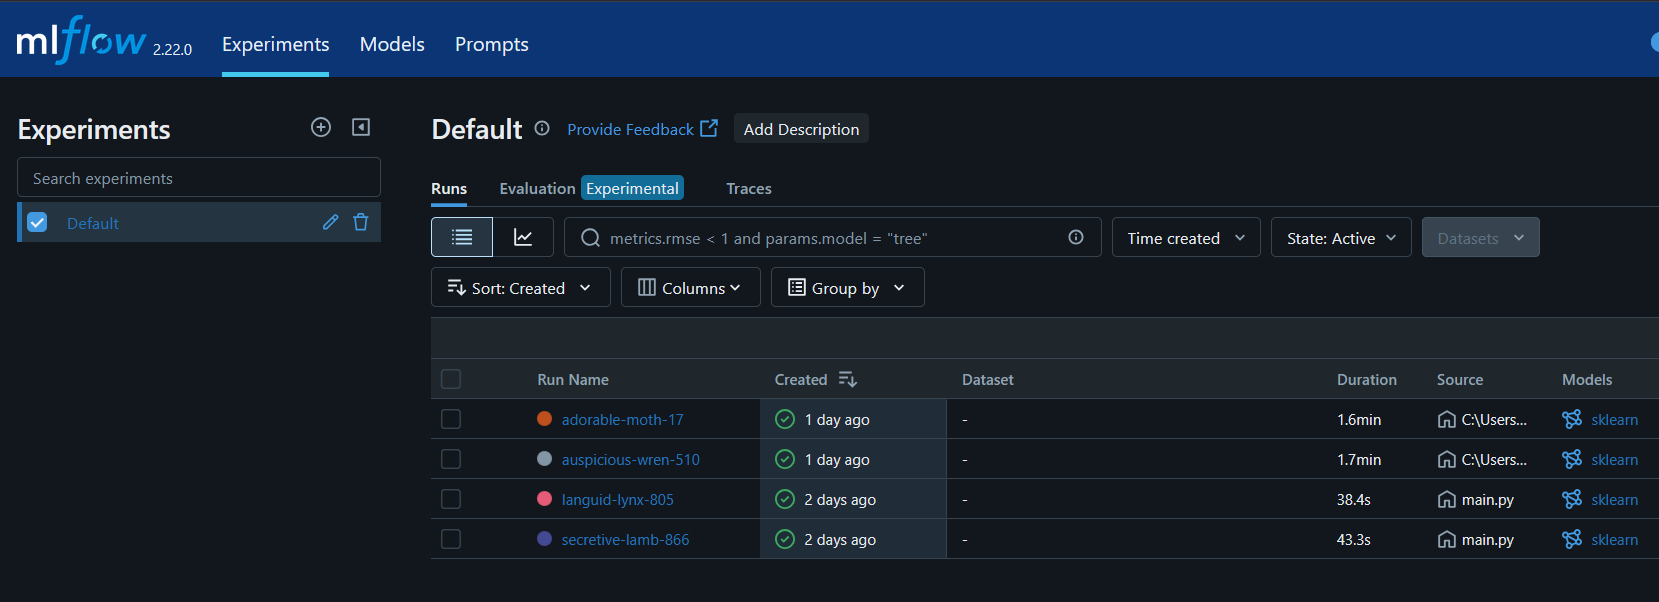 mlflow 2.22.0 Experiments Models Prompts
Experiments
Search experiments
Default
Default Provide Feedback Add Description
Runs Evaluation Experimental Traces
metrics.rmse < 1 and params.model = "tree" Time created State: Active Datasets
Sort: Created Columns Group by
Run Name Created Dataset Duration Source Models
adorable-moth-17 1 day ago - 1.6min C:\Users... sklearn
auspicious-wren-510 1 day ago - 1.7min C:\Users... sklearn
languid-lynx-805 2 days ago - 38.4s main.py sklearn
secretive-lamb-866 2 days ago - 43.3s main.py sklearn